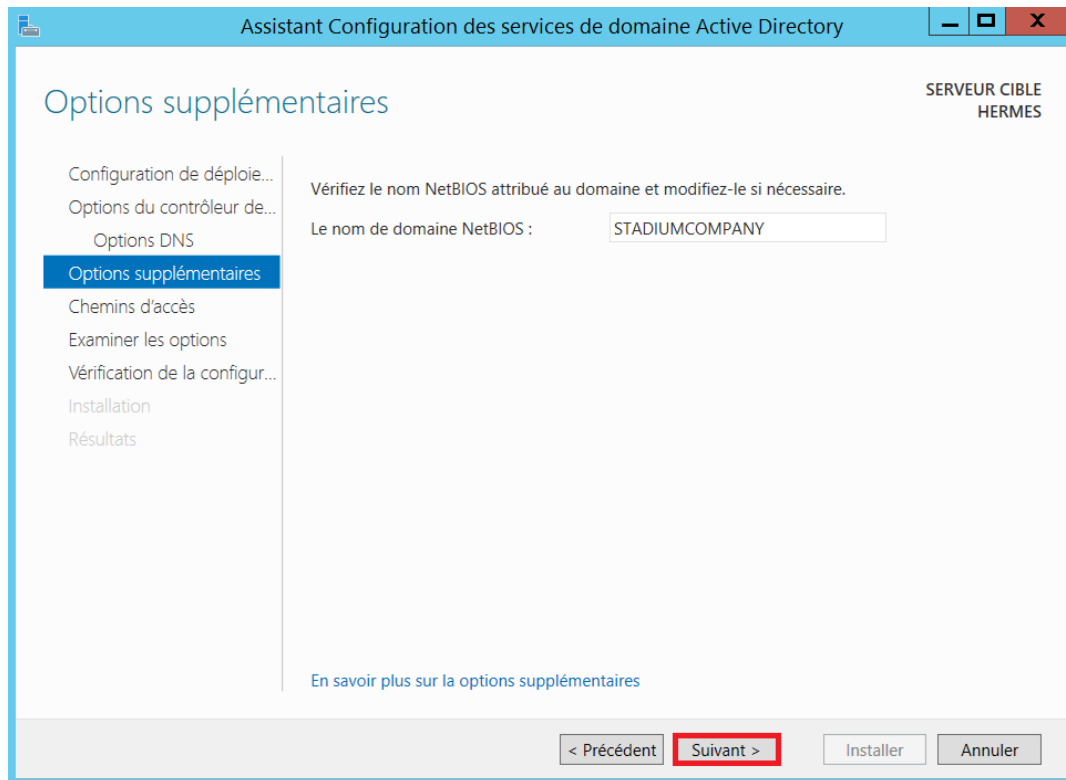 Assistant Configuration des services de domaine Active Directory
Options supplémentaires
SERVEUR CIBLE
HERMES
Configuration de déploie...
Options du contrôleur de...
Options DNS
Options supplémentaires
Chemins d'accès
Examiner les options
Vérification de la configur...
Installation
Résultats
Vérifiez le nom NetBIOS attribué au domaine et modifiez-le si nécessaire.
Le nom de domaine NetBIOS : STADIUMCOMPANY
En savoir plus sur la options supplémentaires
< Précédent Suivant > Installer Annuler